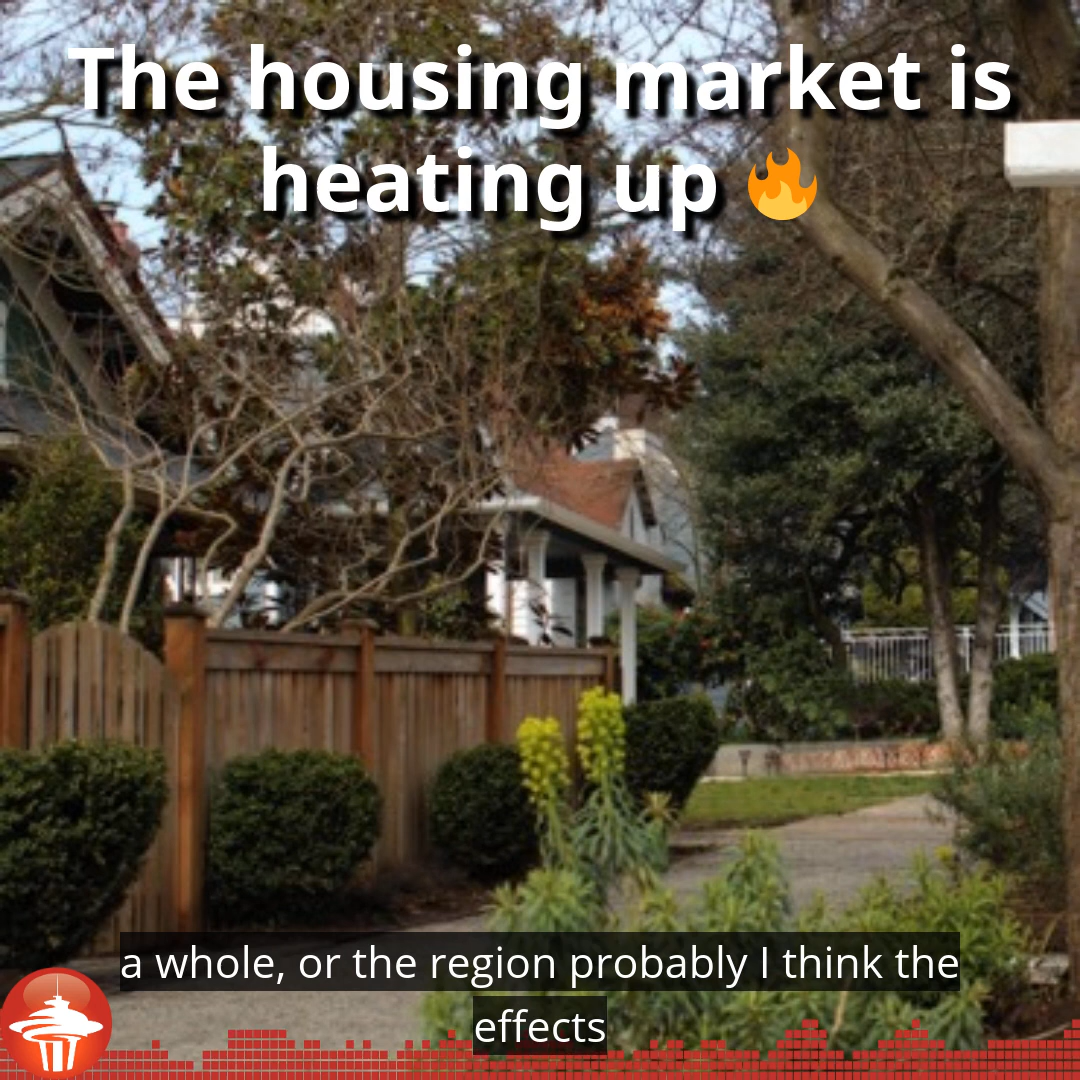 The housing market is
heating up 🔥
a whole, or the region probably I think the
effects